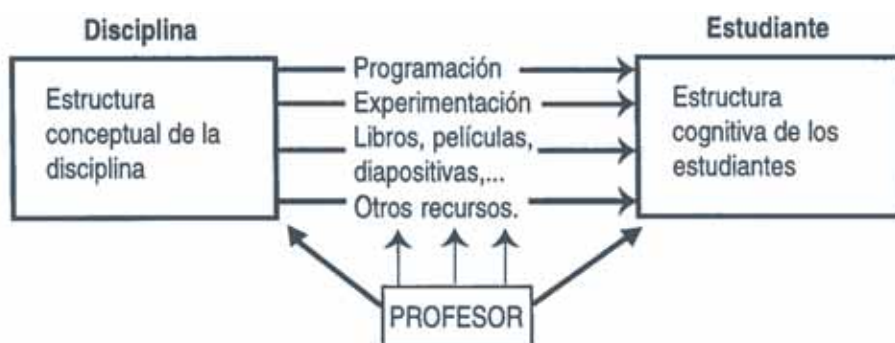 Disciplina
Estudiante
Estructura
conceptual de la
disciplina
Programación
Experimentación
Libros, películas,
diapositivas,...
Otros recursos.
Estructura
cognitiva de los
estudiantes
PROFESOR